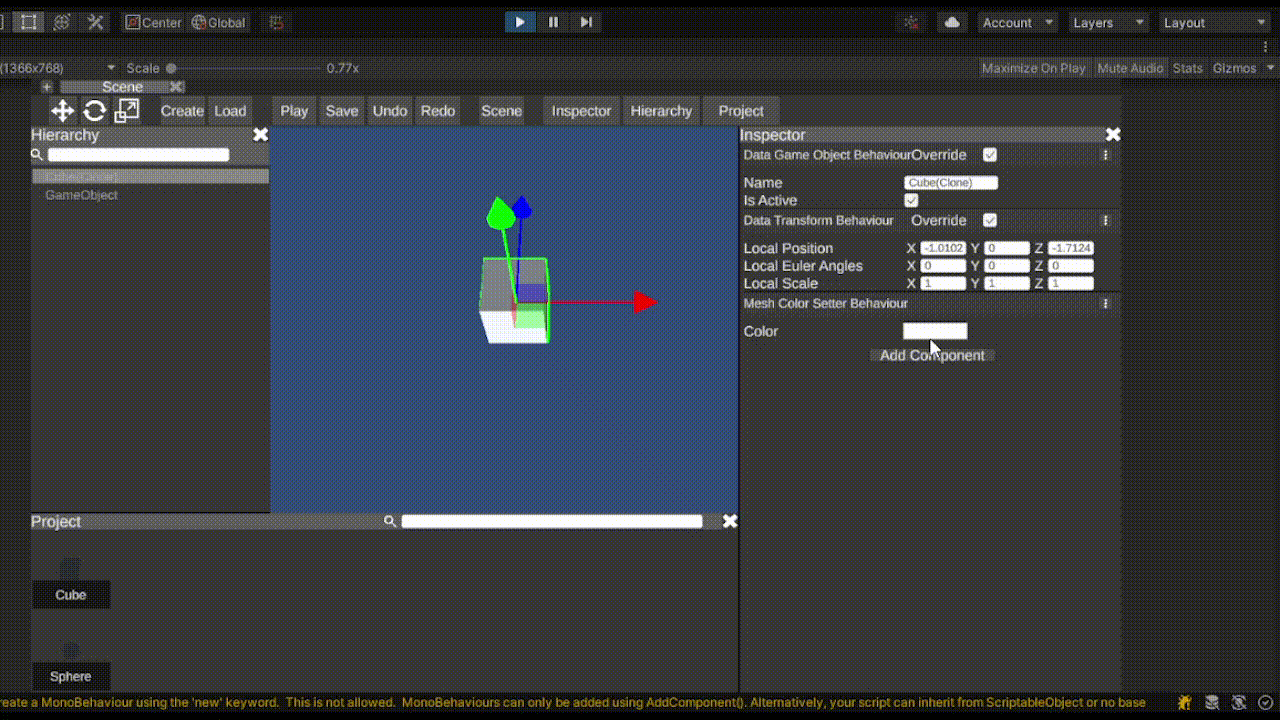 Center Global Account Layers Layout
(1366x768) Scale 0.77x Maximize On Play Mute Audio Stats Gizmos
+ Scene
Create Load Play Save Undo Redo Scene Inspector Hierarchy Project
Hierarchy
Cube(Clone)
GameObject
Inspector
Data Game Object BehaviourOverride
Name Cube(Clone)
Is Active
Data Transform Behaviour Override
Local Position X -1.0102 Y 0 Z -1.7124
Local Euler Angles X 0 Y 0 Z 0
Local Scale X 1 Y 1 Z 1
Mesh Color Setter Behaviour
Color
Add Component
Project
Cube
Sphere
reate a MonoBehaviour using the 'new' keyword. This is not allowed. MonoBehaviours can only be added using AddComponent(). Alternatively, your script can inherit from ScriptableObject or no base